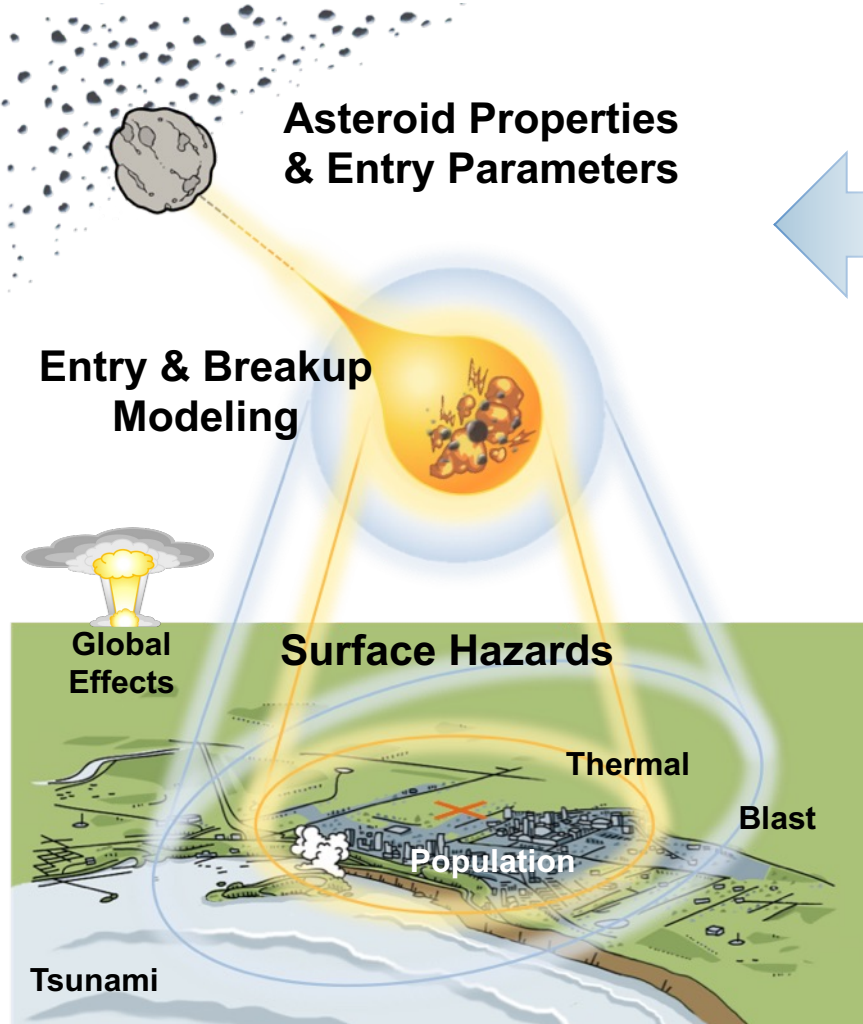 Asteroid Properties
& Entry Parameters
Entry & Breakup
Modeling
Global
Effects
Surface Hazards
Thermal
Blast
Population
Tsunami